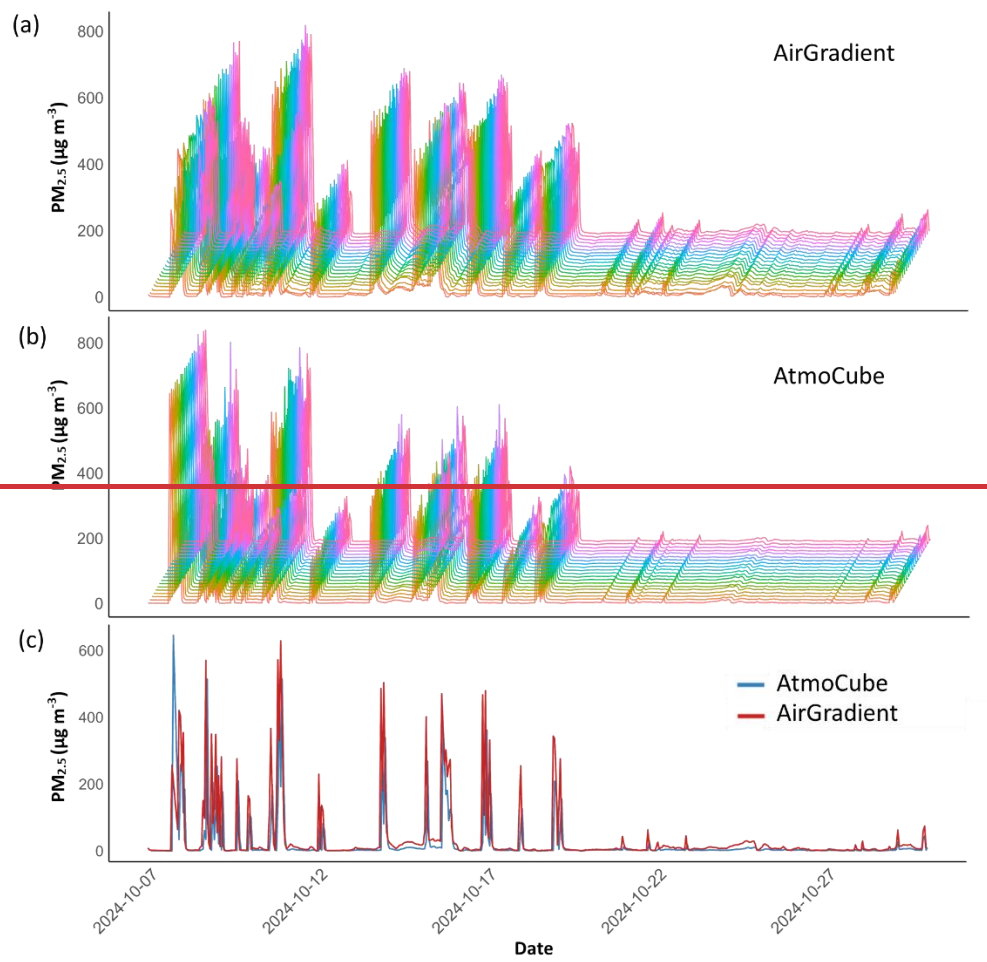 (a)
AirGradient
PM2.5 (µg m-3)
800
600
400
200
0
(b)
AtmoCube
PM2.5 (µg m-3)
800
600
400
200
0
(c)
AtmoCube
AirGradient
PM2.5 (µg m-3)
600
400
200
0
2024-10-07
2024-10-12
2024-10-17
2024-10-22
2024-10-27
Date